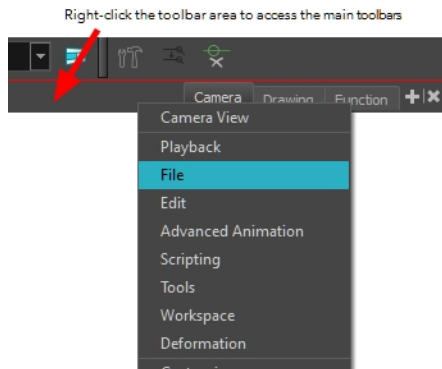 Right-click the toolbar area to access the main toolbars
Camera Drawing Function
Camera View
Playback
File
Edit
Advanced Animation
Scripting
Tools
Workspace
Deformation